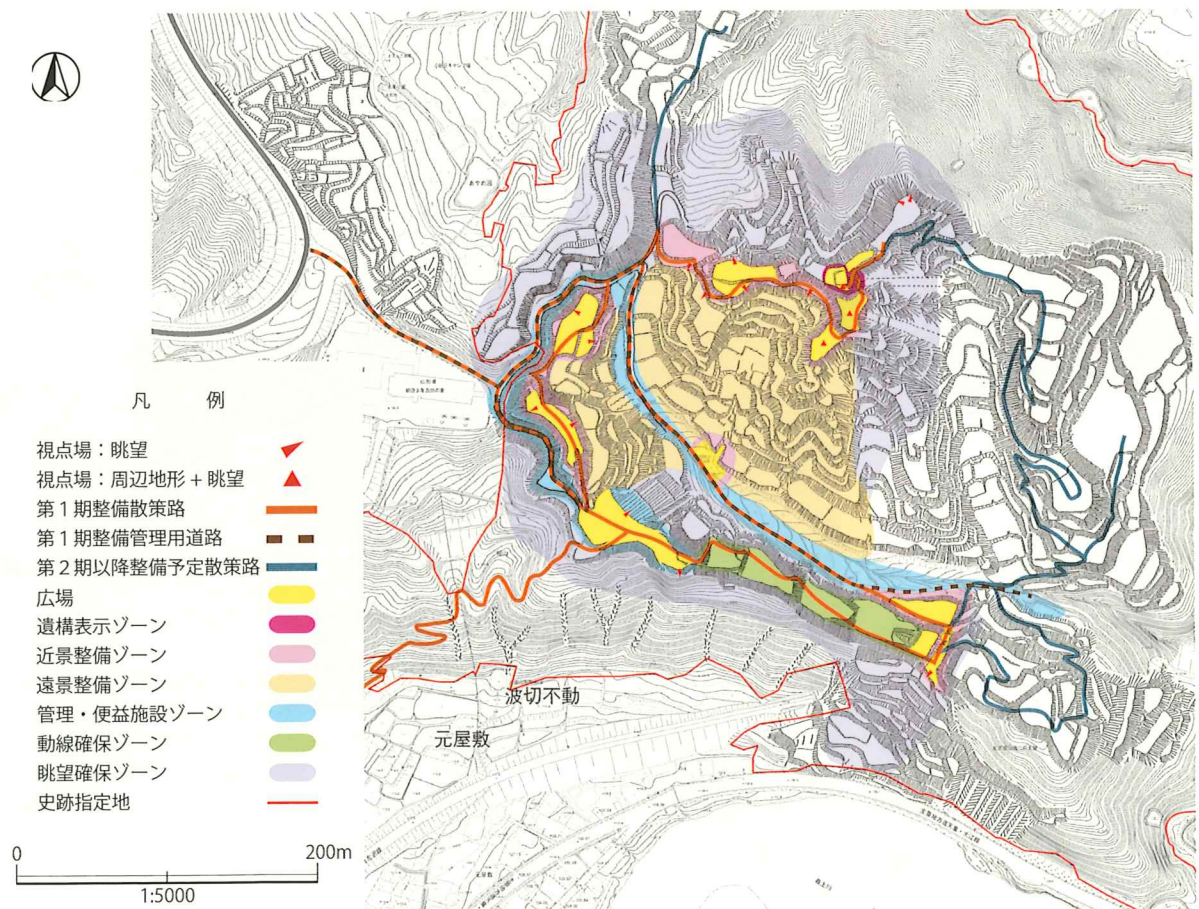 凡 例
視点場：眺望
視点場：周辺地形 + 眺望
第１期整備散策路
第１期整備管理用道路
第２期以降整備予定散策路
広場
遺構表示ゾーン
近景整備ゾーン
遠景整備ゾーン
管理・便益施設ゾーン
動線確保ゾーン
眺望確保ゾーン
史跡指定地
0
200m
1:5000
波切不動
元屋敷